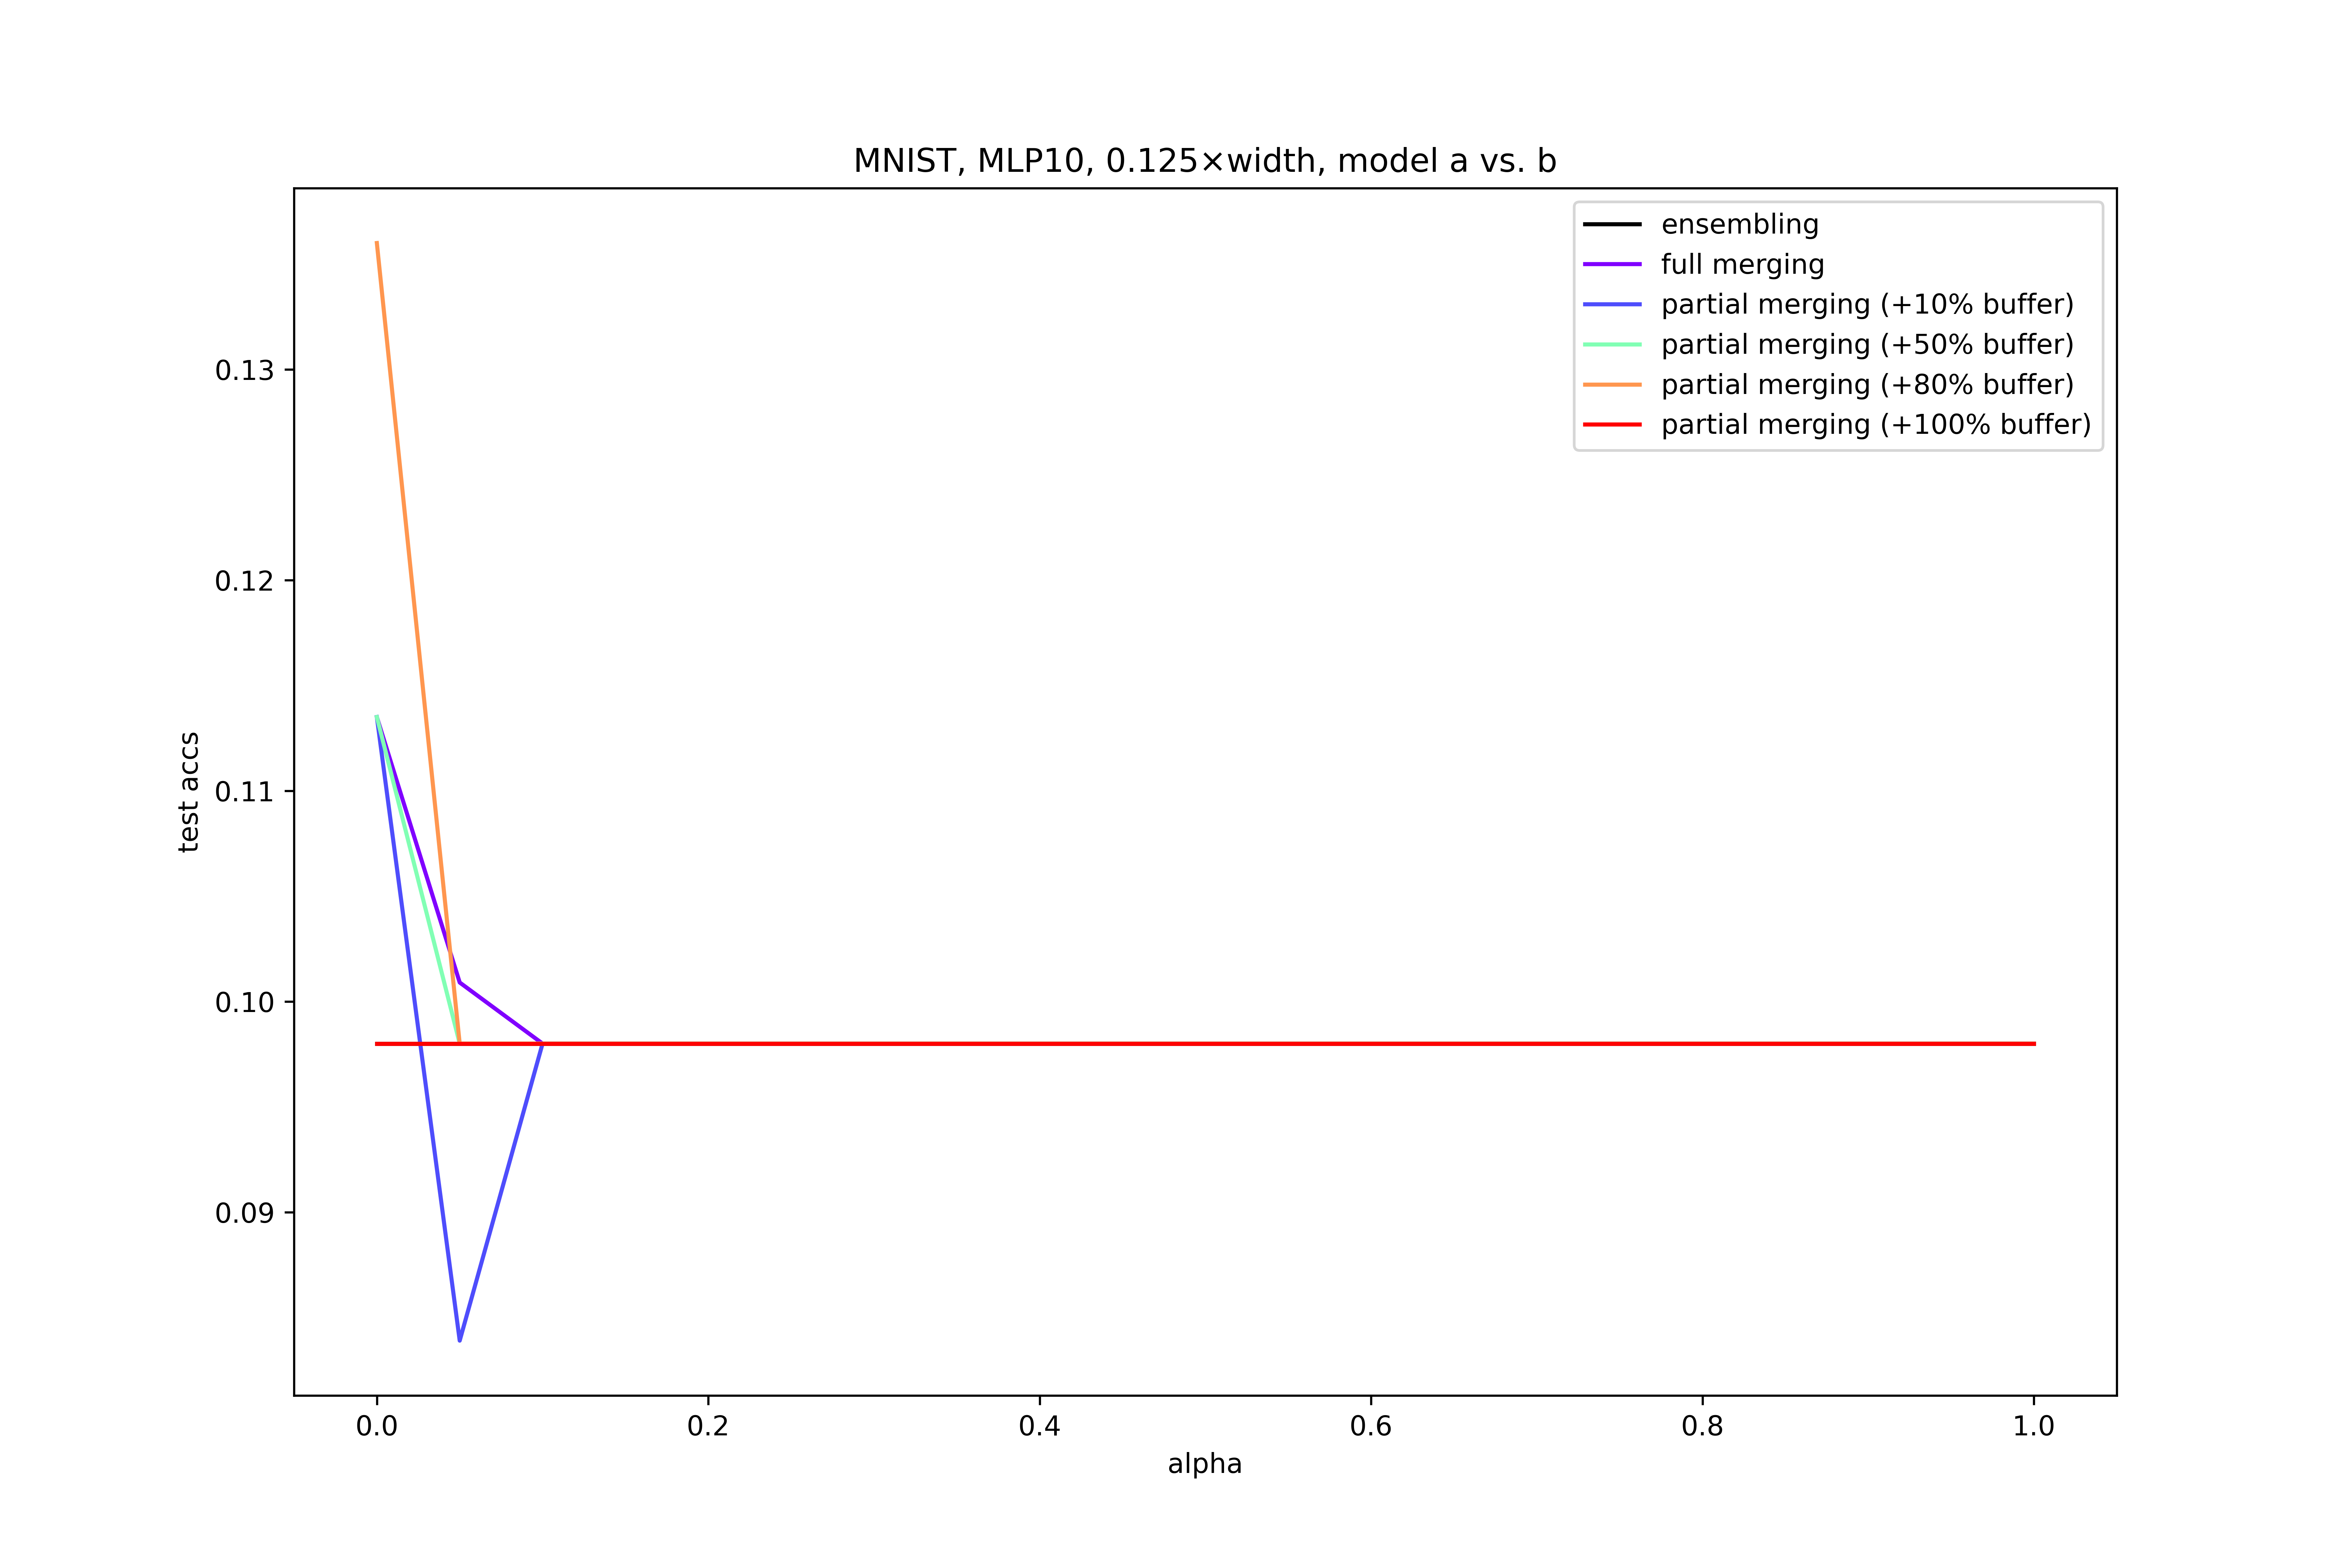 MNIST, MLP10, 0.125×width, model a vs. b
ensembling
full merging
partial merging (+10% buffer)
partial merging (+50% buffer)
partial merging (+80% buffer)
partial merging (+100% buffer)
test accs
0.13
0.12
0.11
0.10
0.09
0.0 0.2 0.4 0.6 0.8 1.0
alpha